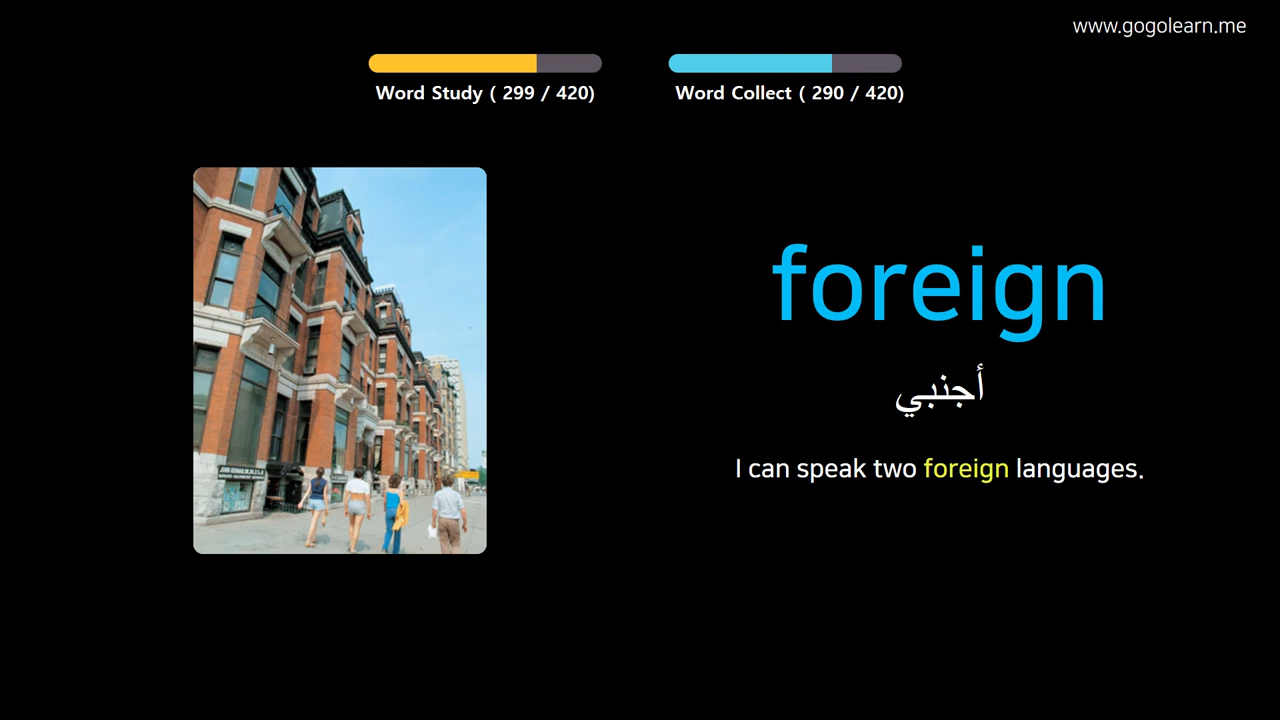 www.gogolearn.me
Word Study ( 299 / 420)
Word Collect ( 290 / 420)
foreign
أجنبي
I can speak two foreign languages.